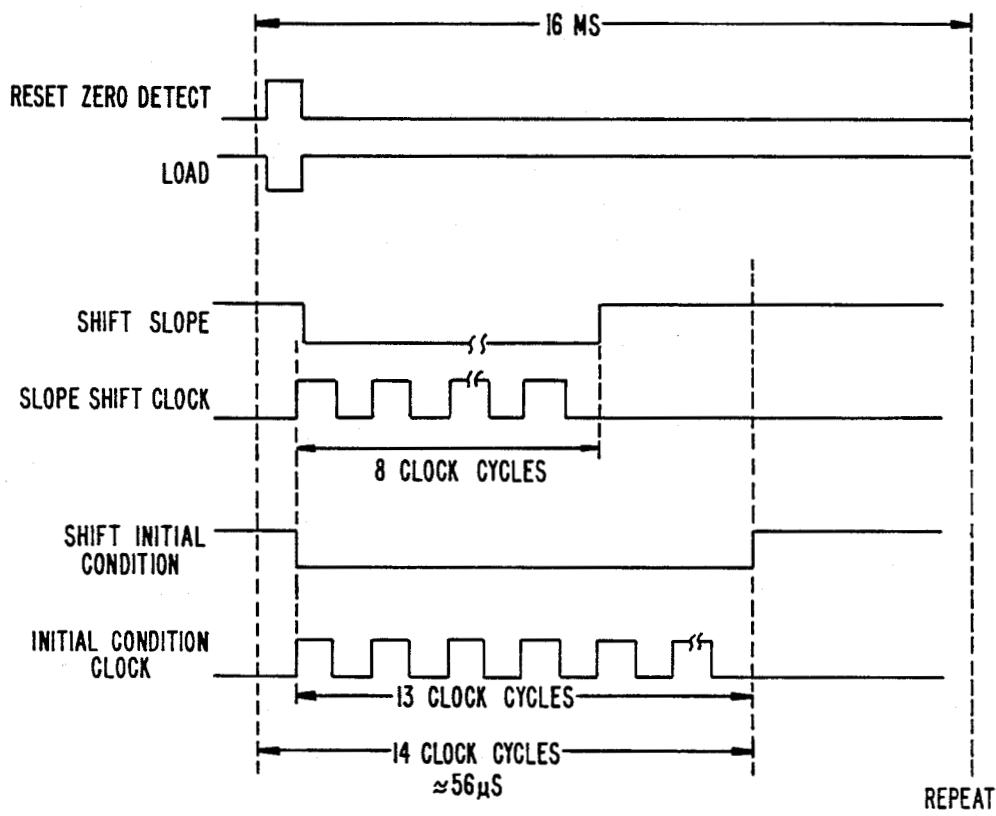 16 MS
RESET ZERO DETECT
LOAD
SHIFT SLOPE
SLOPE SHIFT CLOCK
8 CLOCK CYCLES
SHIFT INITIAL
CONDITION
INITIAL CONDITION
CLOCK
13 CLOCK CYCLES
14 CLOCK CYCLES
≈56µS
REPEAT